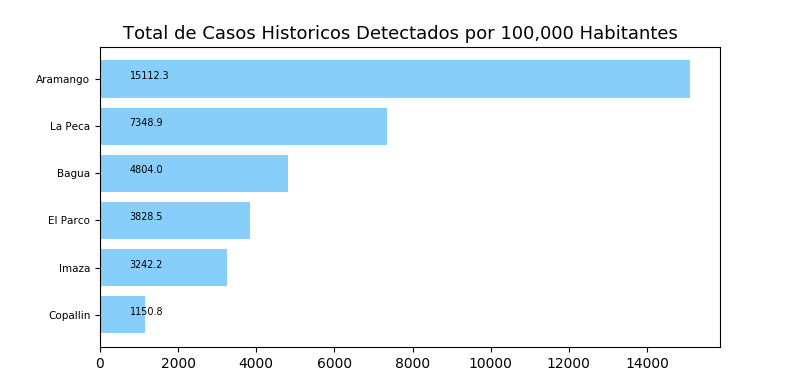 Total de Casos Historicos Detectados por 100,000 Habitantes
Aramango 15112.3
La Peca 7348.9
Bagua 4804.0
El Parco 3828.5
Imaza 3242.2
Copallin 1150.8
0 2000 4000 6000 8000 10000 12000 14000